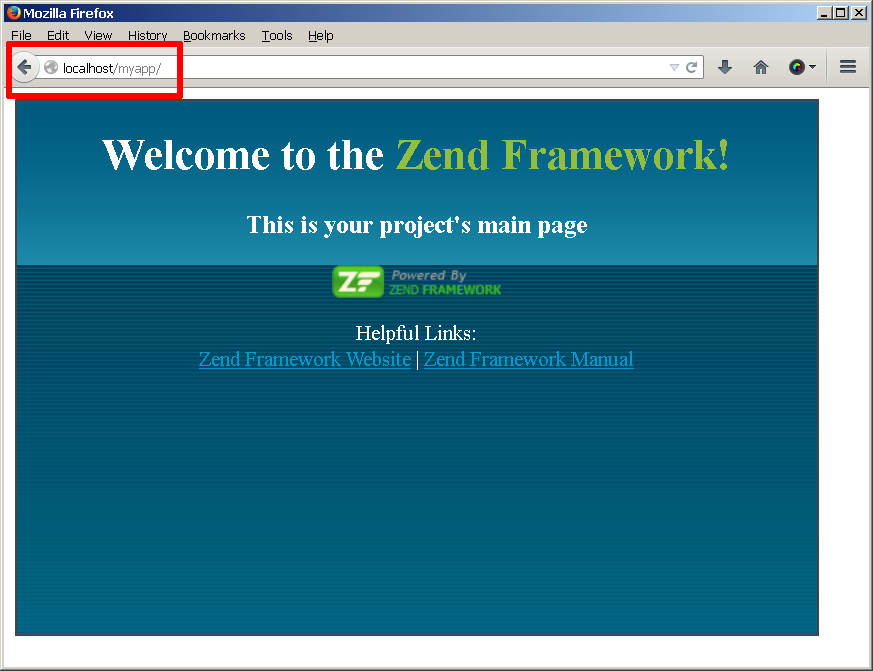 Mozilla Firefox
File Edit View History Bookmarks Tools Help
localhost/myapp/
Welcome to the Zend Framework!
This is your project's main page
ZF Powered By
ZEND FRAMEWORK
Helpful Links:
Zend Framework Website | Zend Framework Manual